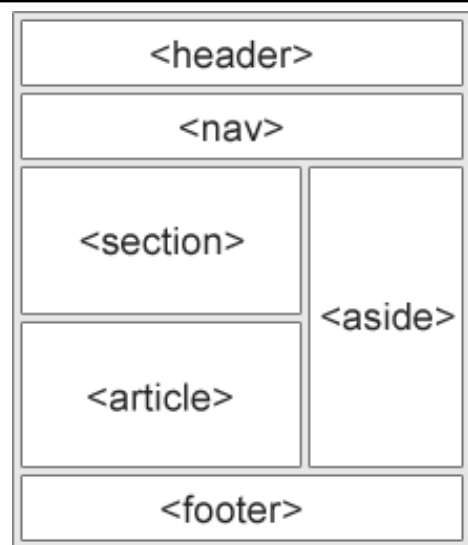 <header>
<nav>
<section>
<aside>
<article>
<footer>